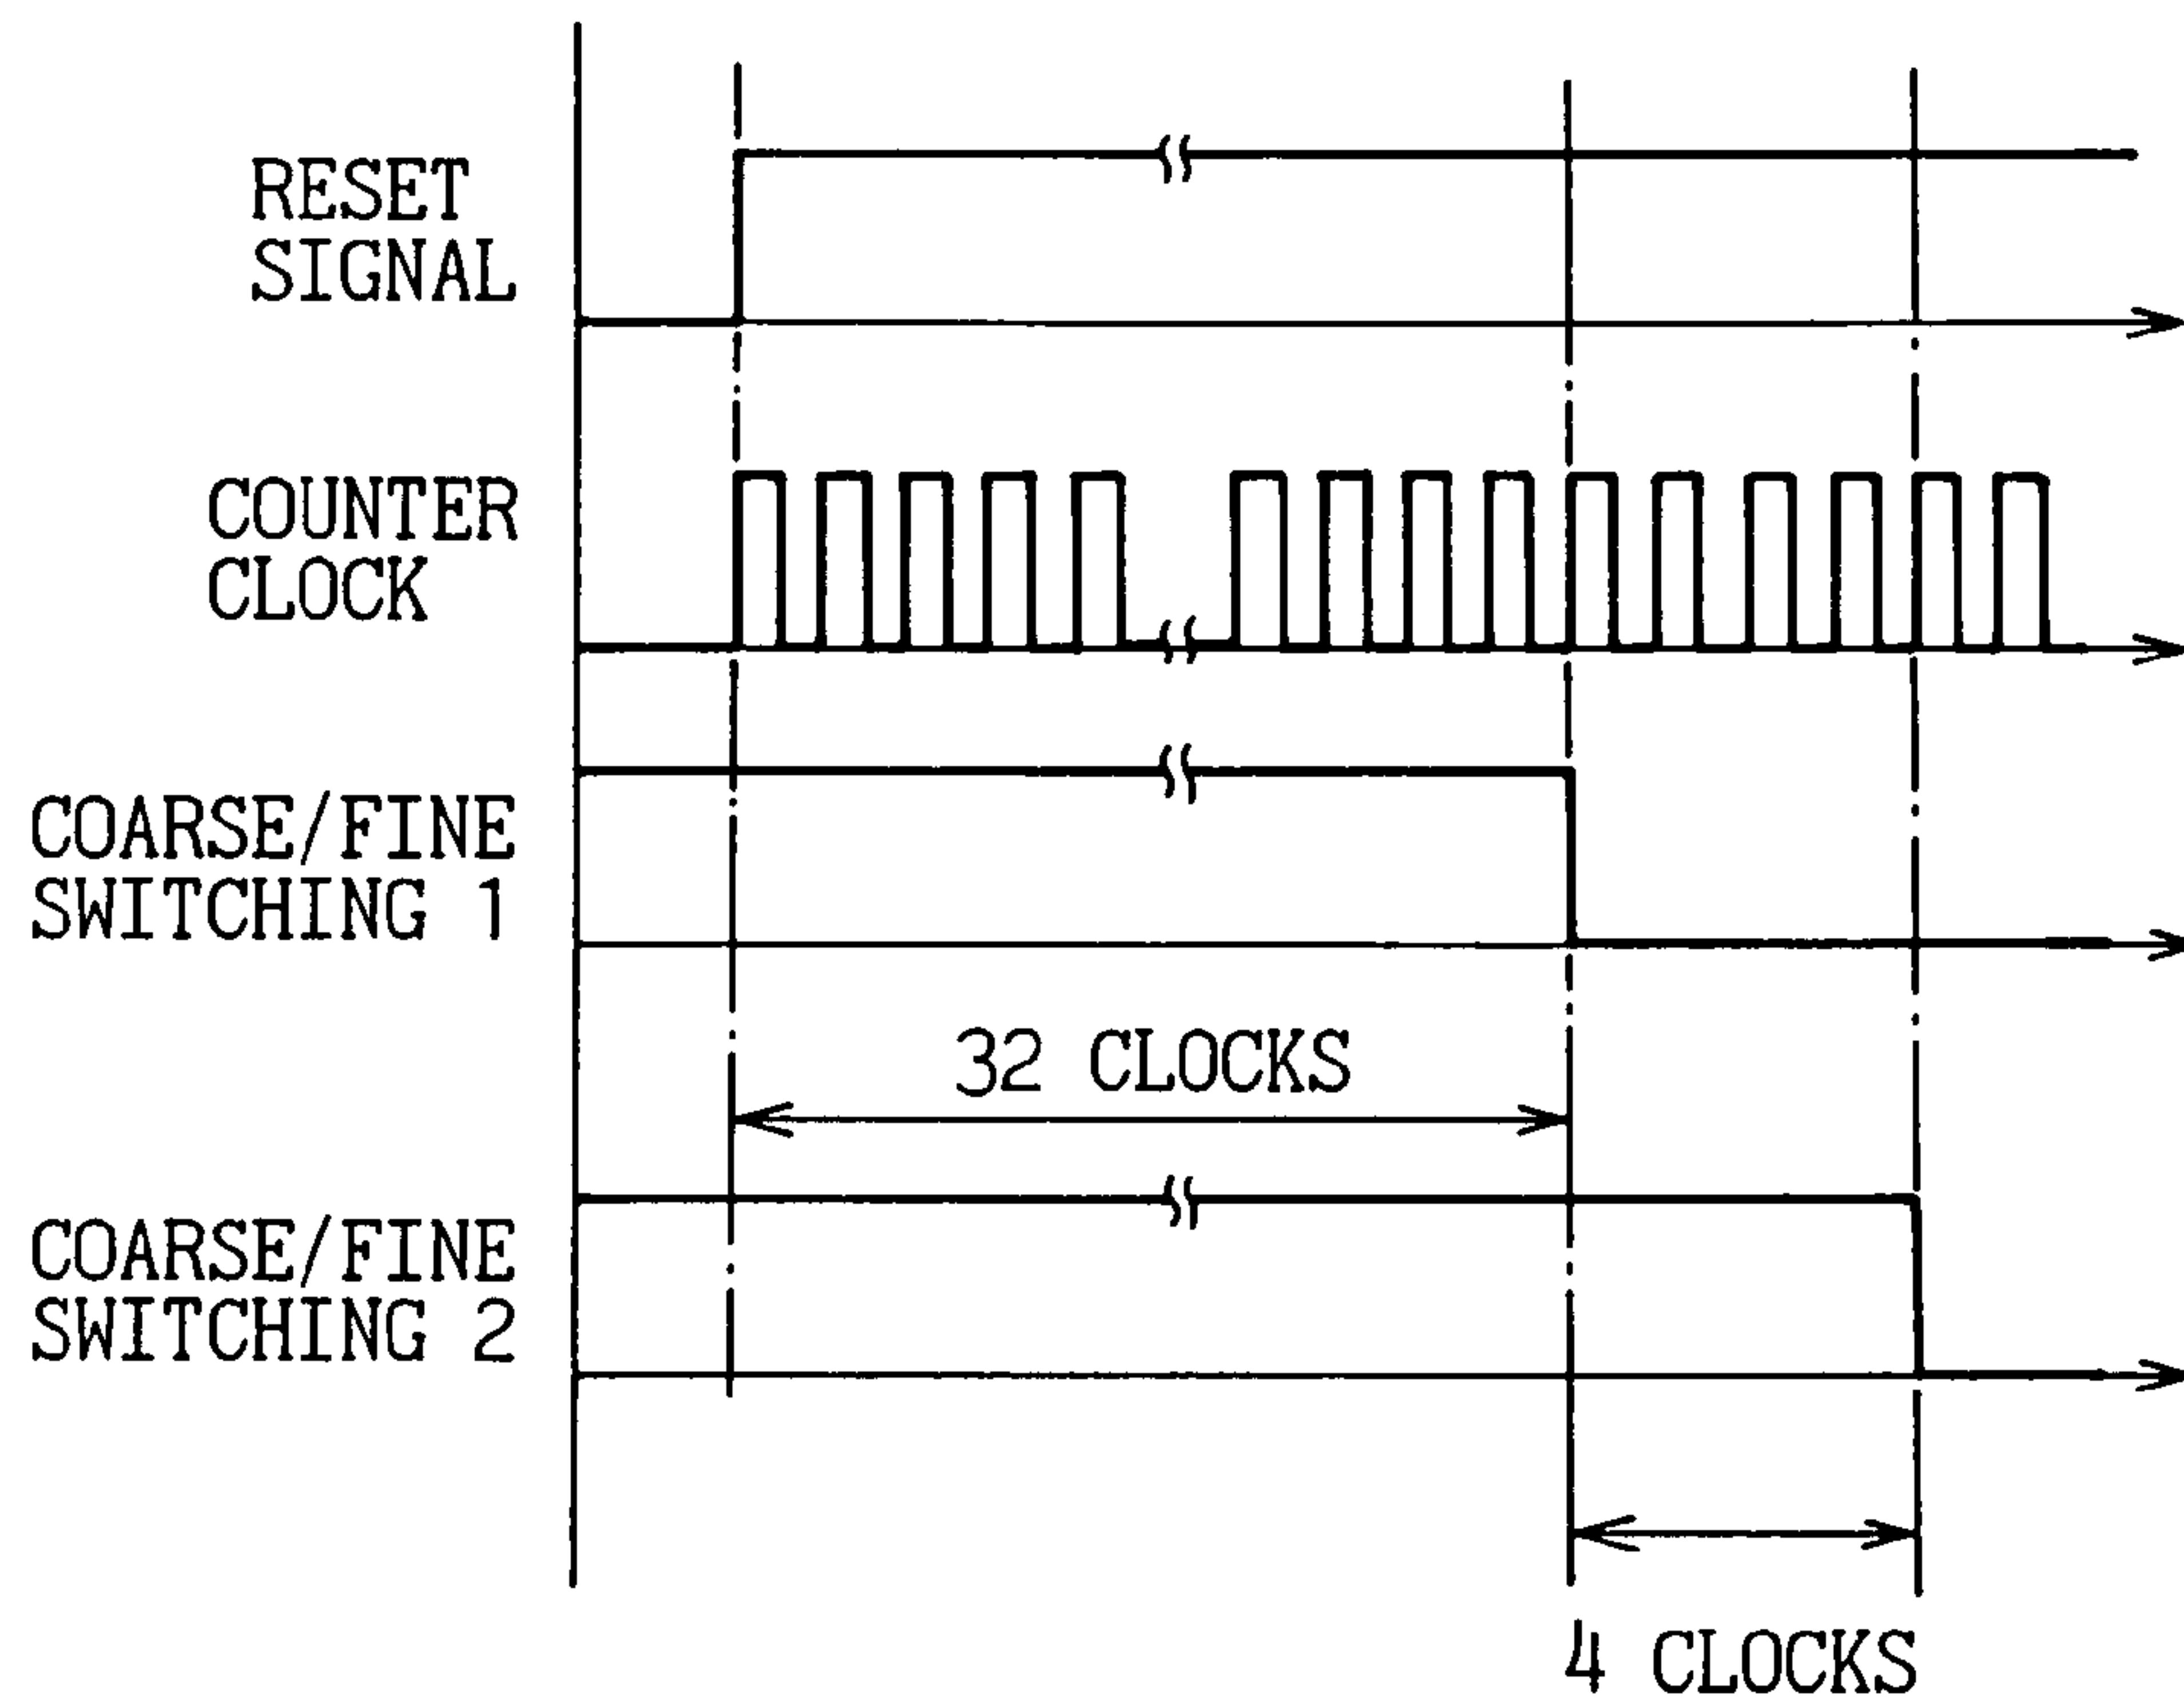 RESET
SIGNAL
COUNTER
CLOCK
COARSE/FINE
SWITCHING 1
32 CLOCKS
COARSE/FINE
SWITCHING 2
4 CLOCKS